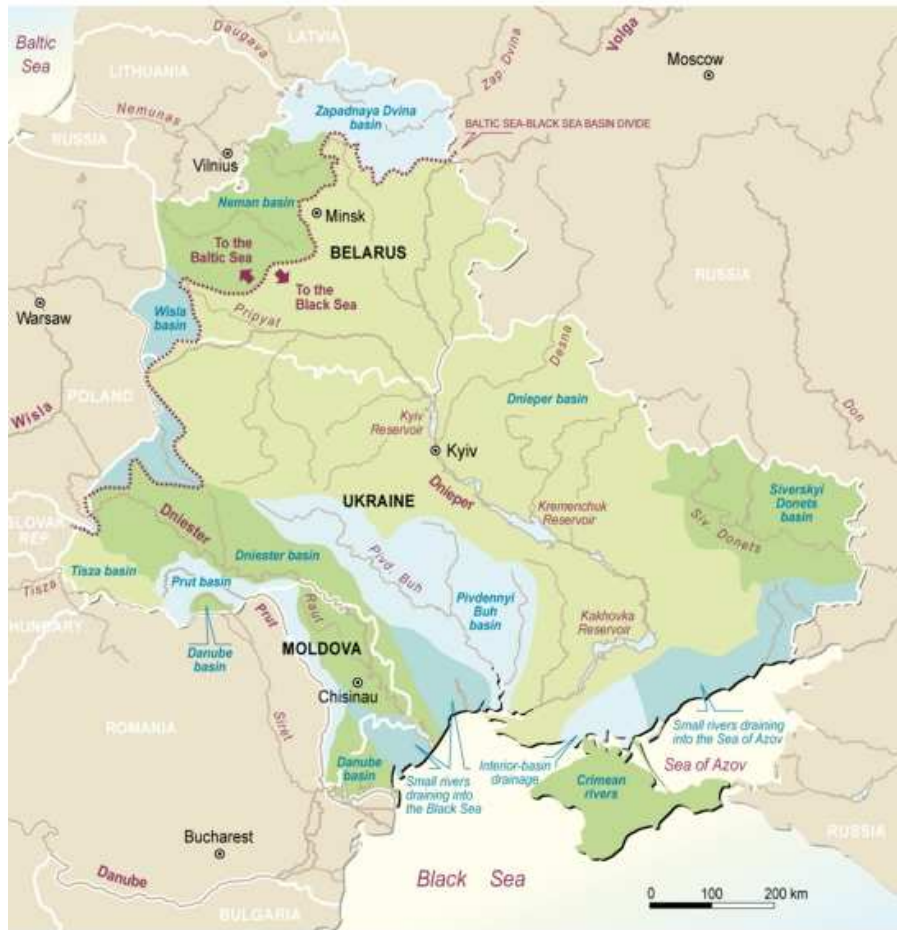 Baltic
Sea
Daugava
LATVIA
Volga
Moscow
LITHUANIA
Zap. Dvina
Zapadnaya Dvina
basin
Nemunas
BALTIC SEA-BLACK SEA BASIN DIVIDE
RUSSIA
Vilnius
Neman basin
Minsk
BELARUS
To the
Baltic Sea
To the
Black Sea
RUSSIA
Warsaw
Wisla
basin
Pripyat
Desna
POLAND
Dnieper basin
Don
Wisla
Kyiv
Reservoir
Kyiv
UKRAINE
Dnieper
Kremenchuk
Reservoir
Siverskyi
Donets
basin
Siv. Donets
SLOVAK
REP.
Dniester
Dniester basin
Pivd. Buh
Tisza basin
Tisza
Prut basin
Pivdennyi
Buh
basin
HUNGARY
Prut
Raut
Kakhovka
Reservoir
Danube
basin
MOLDOVA
Chisinau
ROMANIA
Siret
Danube
basin
Small rivers
draining into
the Black Sea
Interior-basin
drainage
Small rivers draining
into the Sea of Azov
Sea of Azov
Crimean
rivers
RUSSIA
Bucharest
Danube
Black Sea
BULGARIA
0 100 200 km